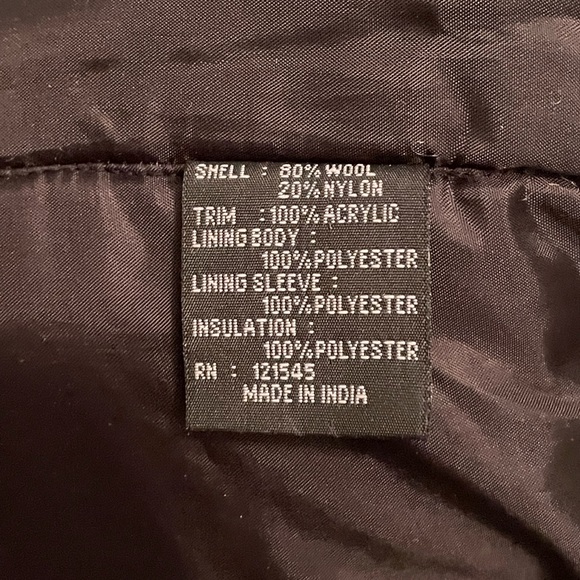 SHELL : 80% WOOL
20% NYLON
TRIM : 100% ACRYLIC
LINING BODY :
100% POLYESTER
LINING SLEEVE :
100% POLYESTER
INSULATION :
100% POLYESTER
RN : 121545
MADE IN INDIA